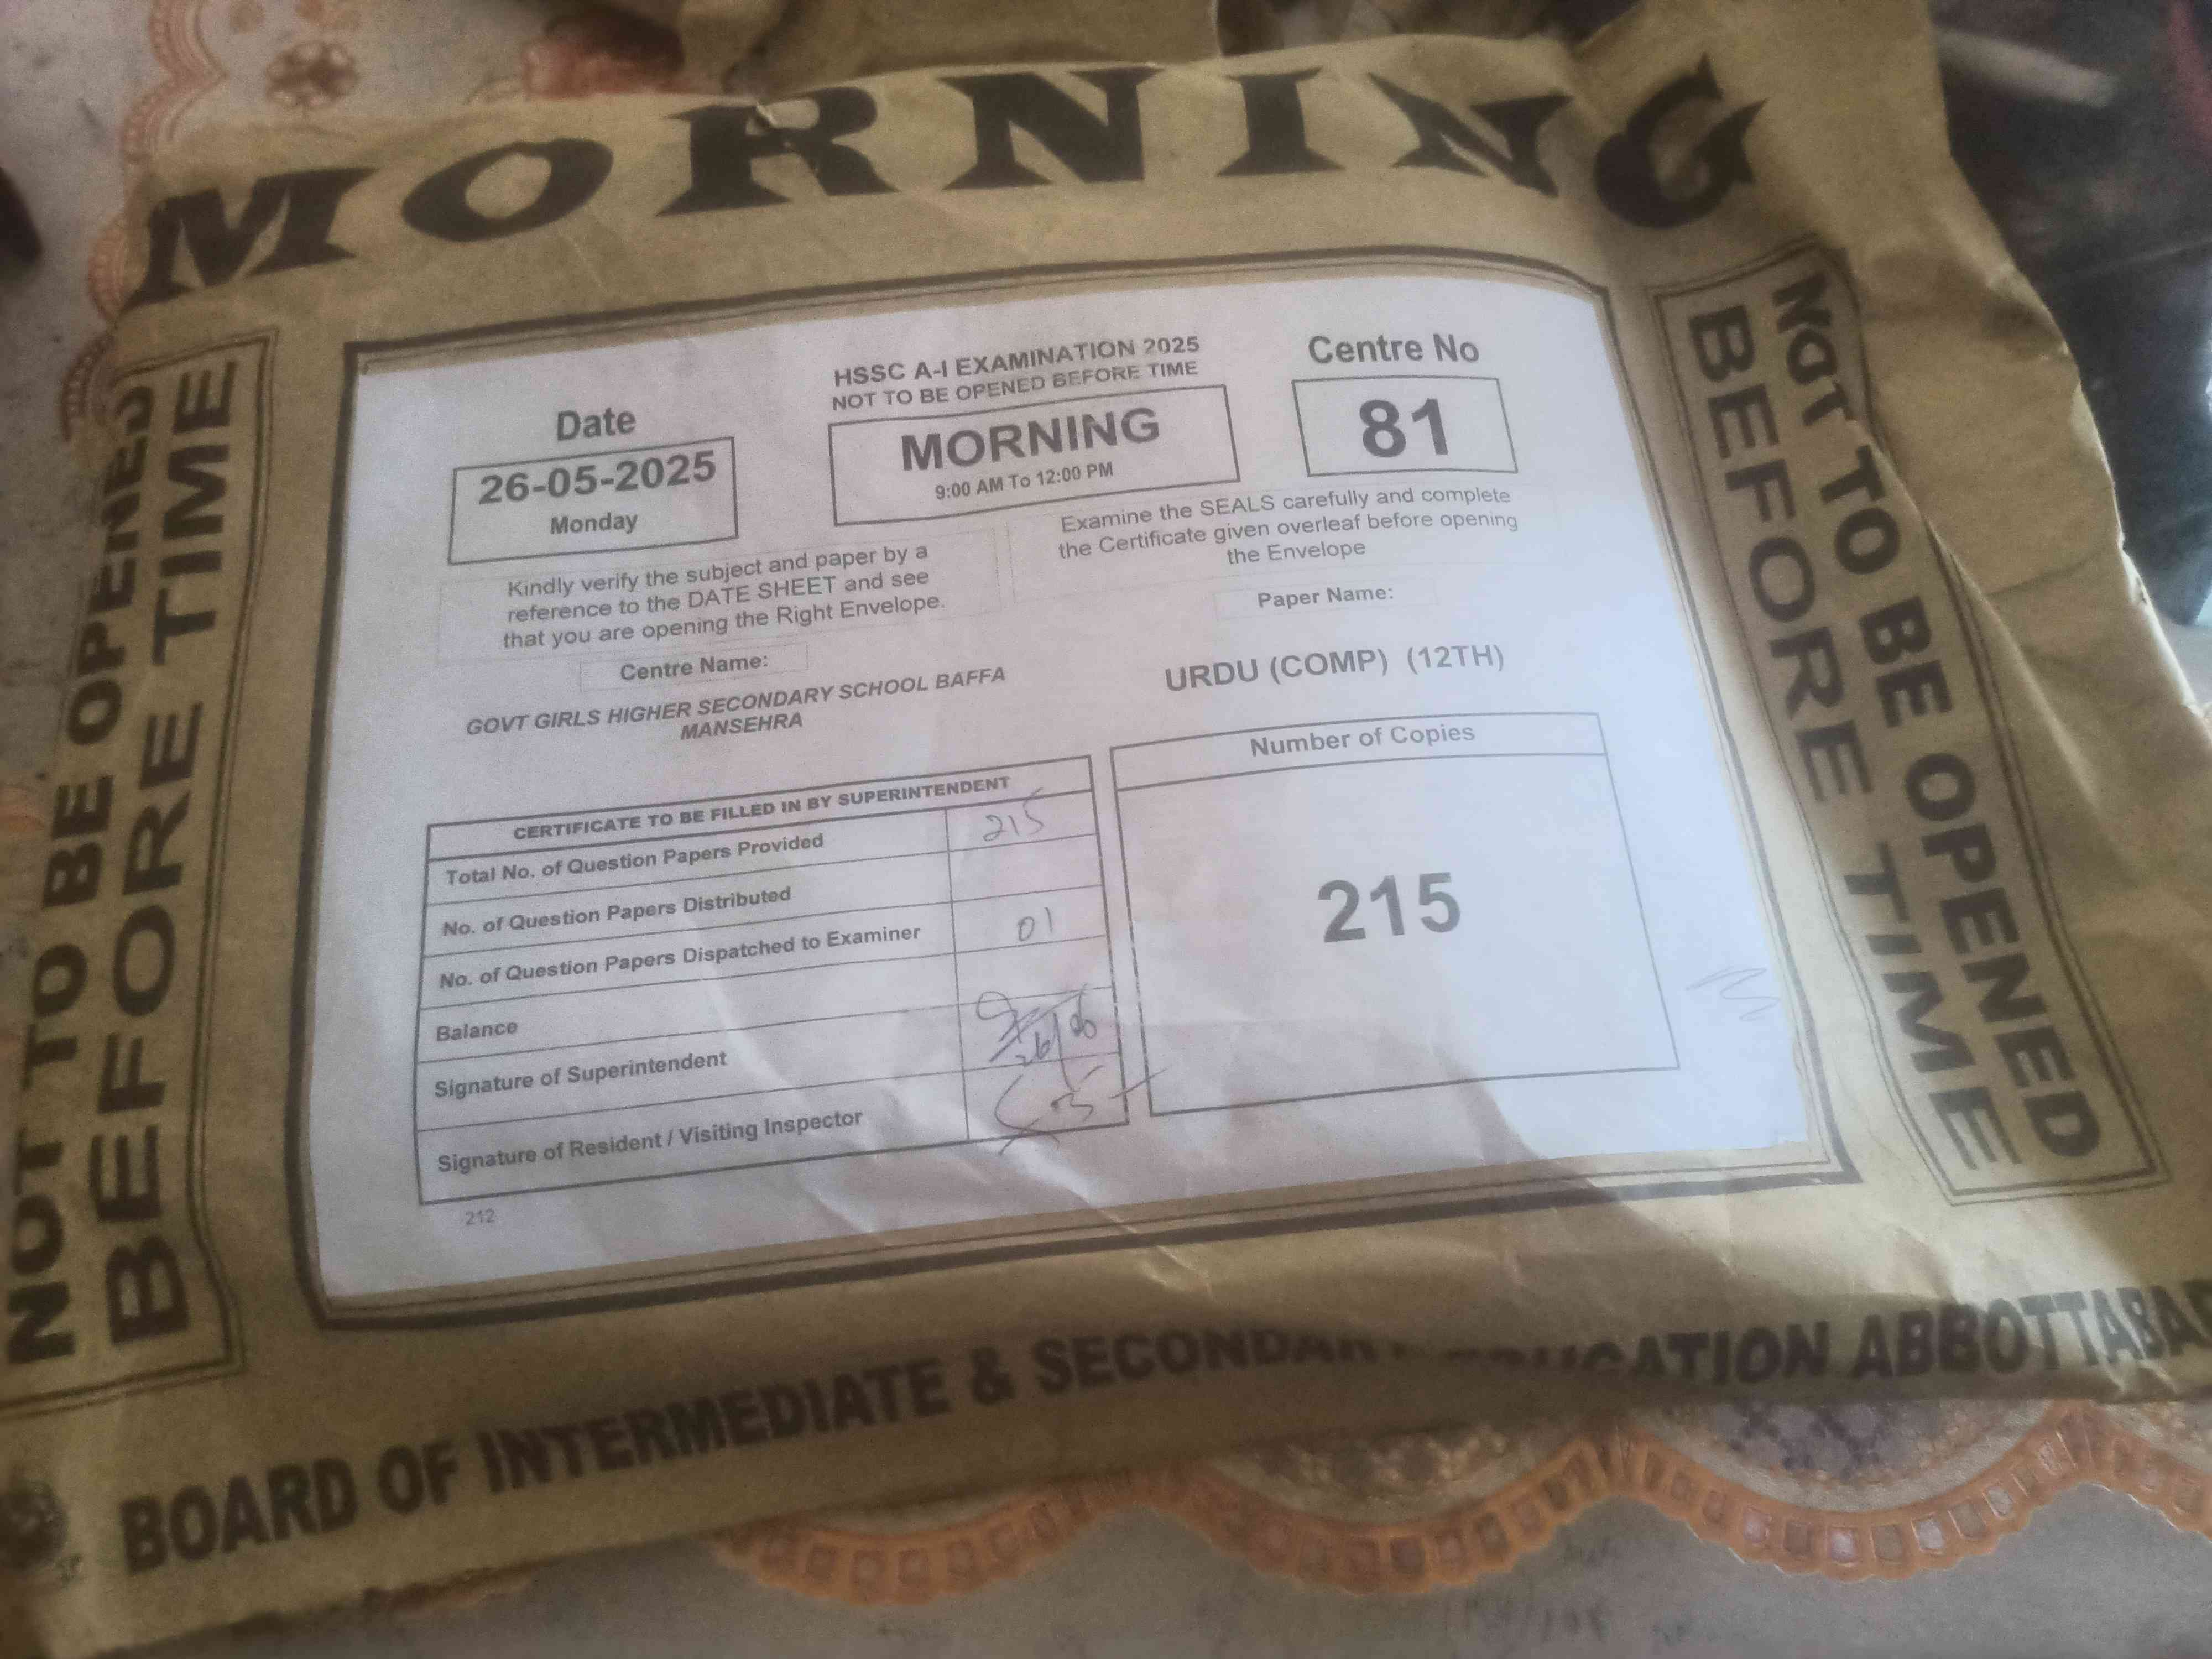 MORNING
NOT TO BE OPENED
BEFORE TIME
HSSC A-I EXAMINATION 2025
NOT TO BE OPENED BEFORE TIME
Date
26-05-2025
Monday
MORNING
9:00 AM To 12:00 PM
Centre No
81
Kindly verify the subject and paper by a
reference to the DATE SHEET and see
that you are opening the Right Envelope.
Examine the SEALS carefully and complete
the Certificate given overleaf before opening
the Envelope
Centre Name:
GOVT GIRLS HIGHER SECONDARY SCHOOL BAFFA
MANSEHRA
Paper Name:
URDU (COMP) (12TH)
CERTIFICATE TO BE FILLED IN BY SUPERINTENDENT
Total No. of Question Papers Provided 215
No. of Question Papers Distributed
No. of Question Papers Dispatched to Examiner 01
Balance
Signature of Superintendent
Signature of Resident / Visiting Inspector
212
Number of Copies
215
NOT TO BE OPENED
BEFORE TIME
BOARD OF INTERMEDIATE & SECONDARY EDUCATION ABBOTTABA